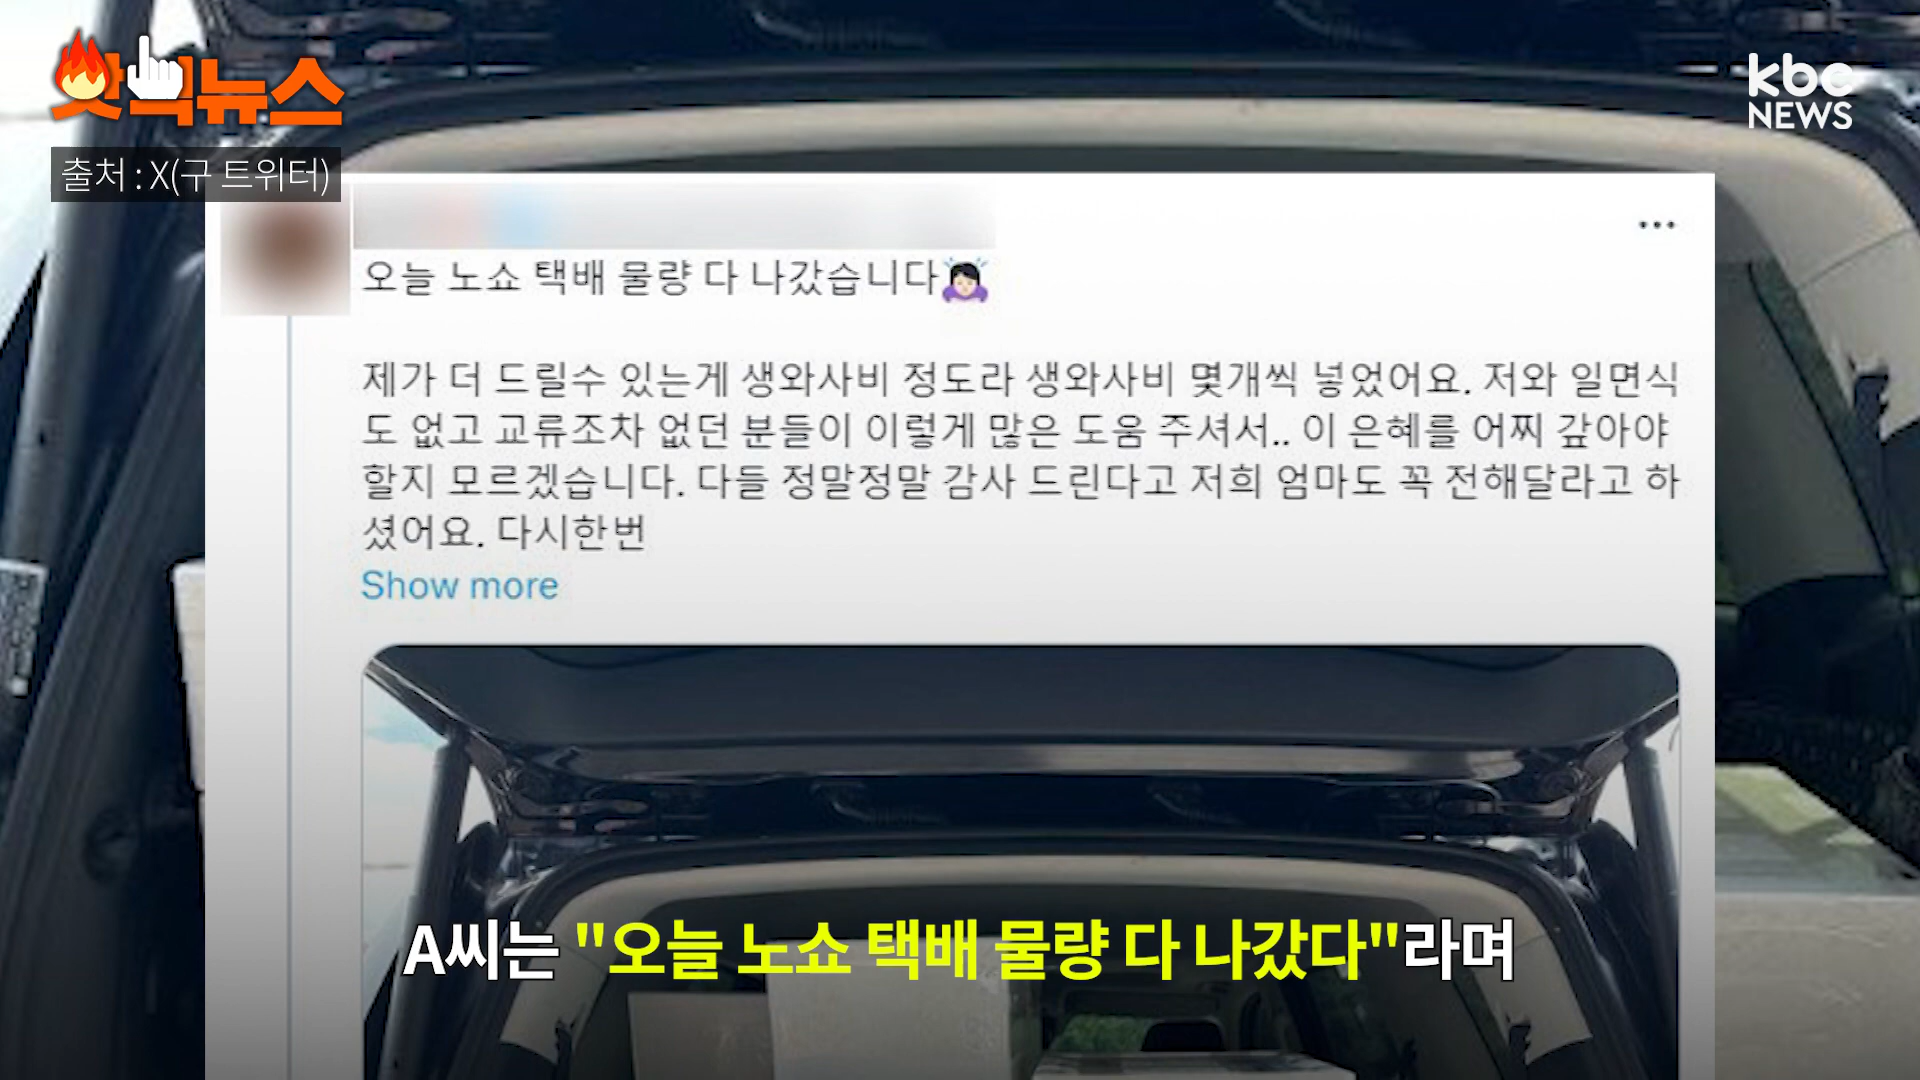 핫픽뉴스
kbc
NEWS
출처 : X(구 트위터)
오늘 노쇼 택배 물량 다 나갔습니다
제가 더 드릴수 있는게 생와사비 정도라 생와사비 몇개씩 넣었어요. 저와 일면식
도 없고 교류조차 없던 분들이 이렇게 많은 도움 주셔서.. 이 은혜를 어찌 갚아야
할지 모르겠습니다. 다들 정말정말 감사 드린다고 저희 엄마도 꼭 전해달라고 하
셨어요. 다시한번
Show more
A씨는 "오늘 노쇼 택배 물량 다 나갔다"라며